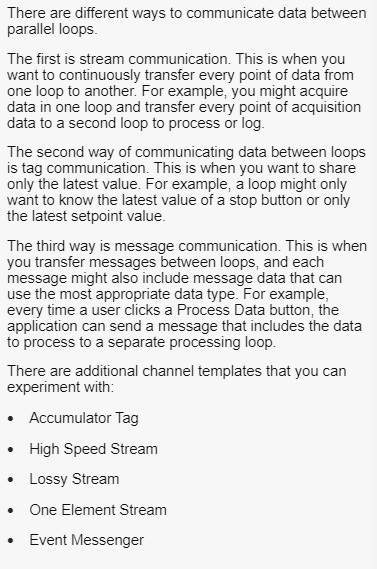 There are different ways to communicate data between
parallel loops.
The first is stream communication. This is when you
want to continuously transfer every point of data from
one loop to another. For example, you might acquire
data in one loop and transfer every point of acquisition
data to a second loop to process or log.
The second way of communicating data between loops
is tag communication. This is when you want to share
only the latest value. For example, a loop might only
want to know the latest value of a stop button or only
the latest setpoint value.
The third way is message communication. This is when
you transfer messages between loops, and each
message might also include message data that can
use the most appropriate data type. For example,
every time a user clicks a Process Data button, the
application can send a message that includes the data
to process to a separate processing loop.
There are additional channel templates that you can
experiment with:
• Accumulator Tag
• High Speed Stream
• Lossy Stream
• One Element Stream
• Event Messenger